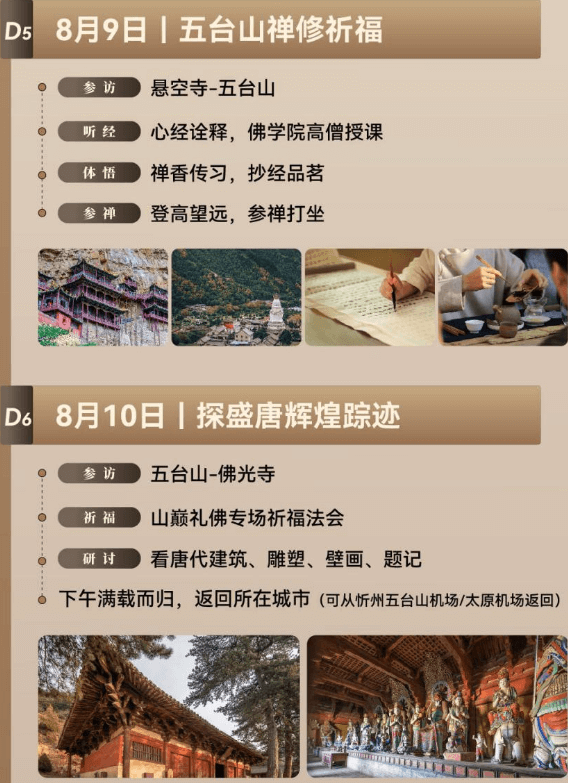 D5 8月9日丨五台山禅修祈福
参访 悬空寺-五台山
听经 心经诠释，佛学院高僧授课
体悟 禅香传习，抄经品茗
参禅 登高望远，参禅打坐
D6 8月10日丨探盛唐辉煌踪迹
参访 五台山-佛光寺
祈福 山巅礼佛专场祈福法会
研讨 看唐代建筑、雕塑、壁画、题记
下午满载而归，返回所在城市（可从忻州五台山机场/太原机场返回）